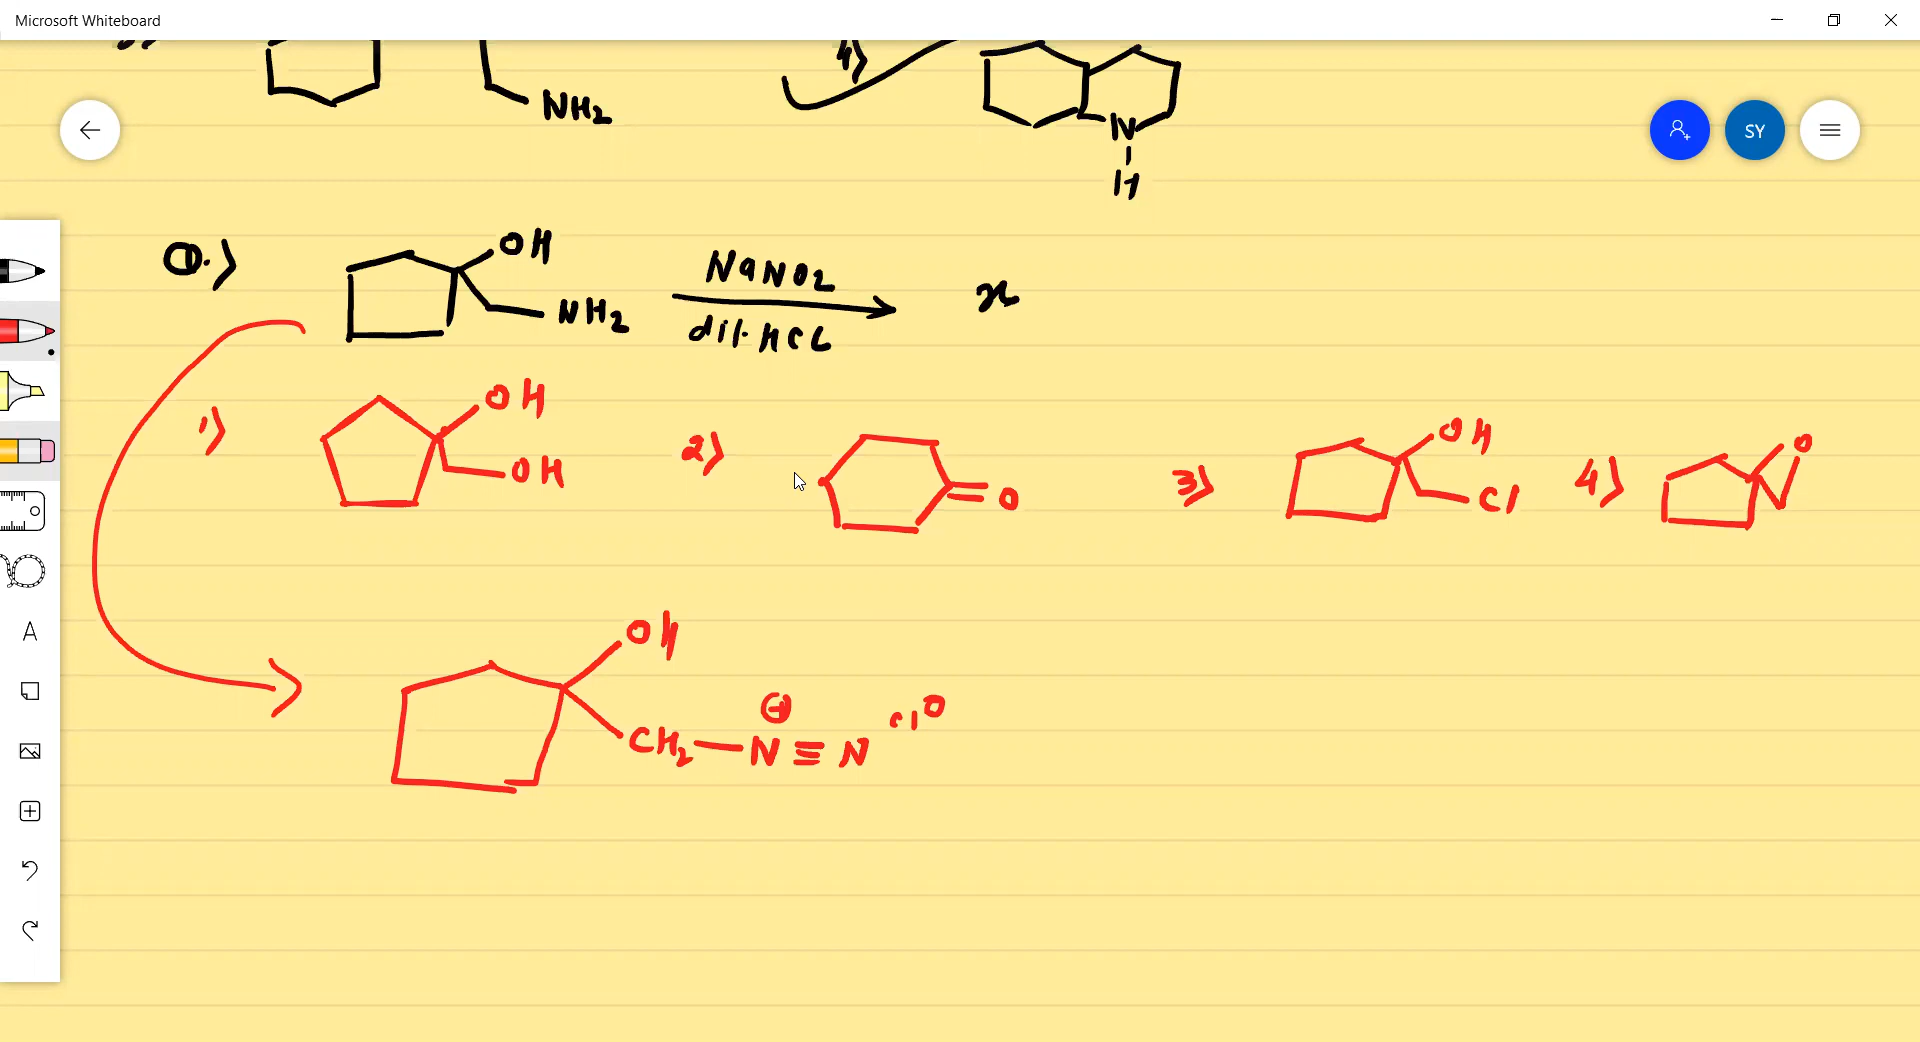 Microsoft Whiteboard
4)
NH2
N
H
SY
Q.)
OH
NH2
NaNO2
dil·HCl
x
1)
OH
OH
2)
O
3)
OH
Cl
4)
O
OH
CH2—N≡N
⊕
Cl⊖
A